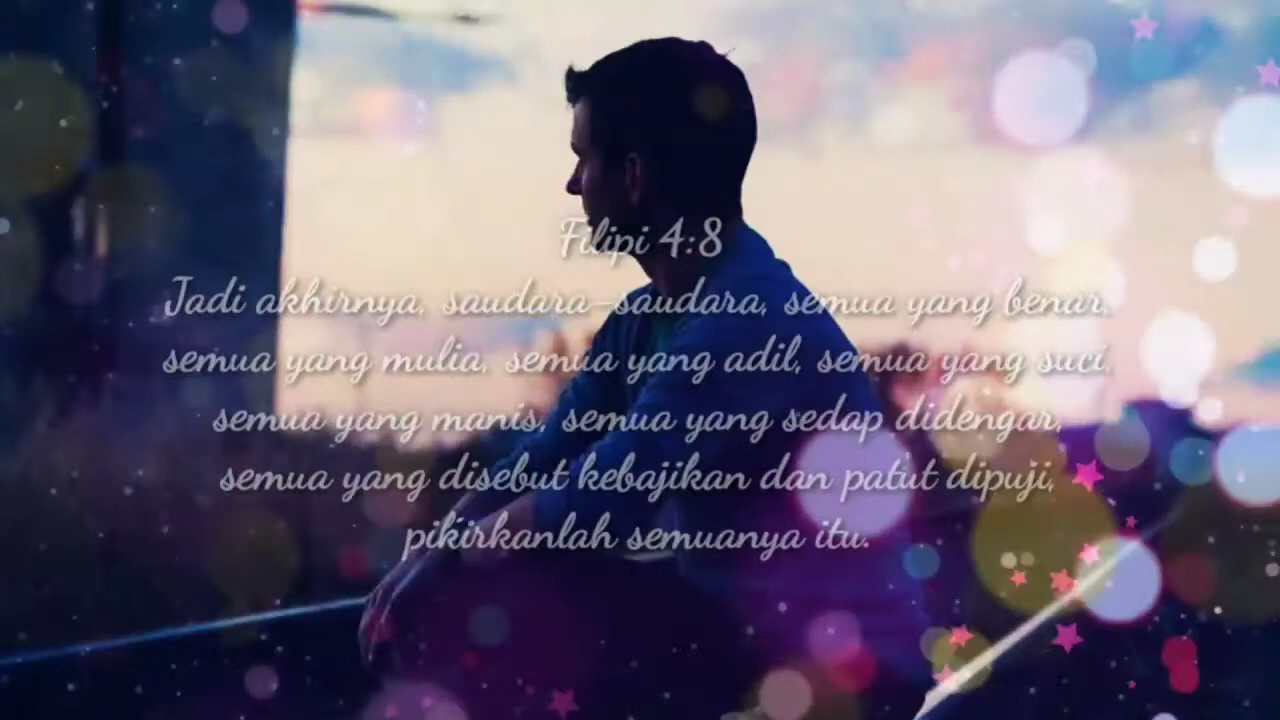 Filipi 4:8
Jadi akhirnya, saudara-saudara, semua yang benar,
semua yang mulia, semua yang adil, semua yang suci,
semua yang manis, semua yang sedap didengar,
semua yang disebut kebajikan dan patut dipuji,
pikirkanlah semuanya itu.